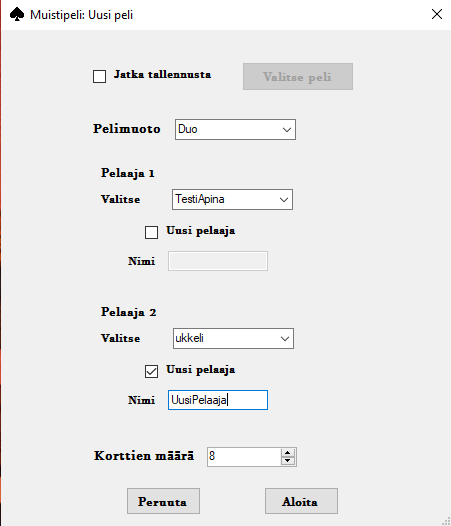 Muistipeli: Uusi peli
Jatka tallennusta Valitse peli
Pelimuoto Duo
Pelaaja 1
Valitse TestiApina
Uusi pelaaja
Nimi
Pelaaja 2
Valitse ukkeli
Uusi pelaaja
Nimi UusiPelaaja
Korttien määrä 8
Peruuta Aloita